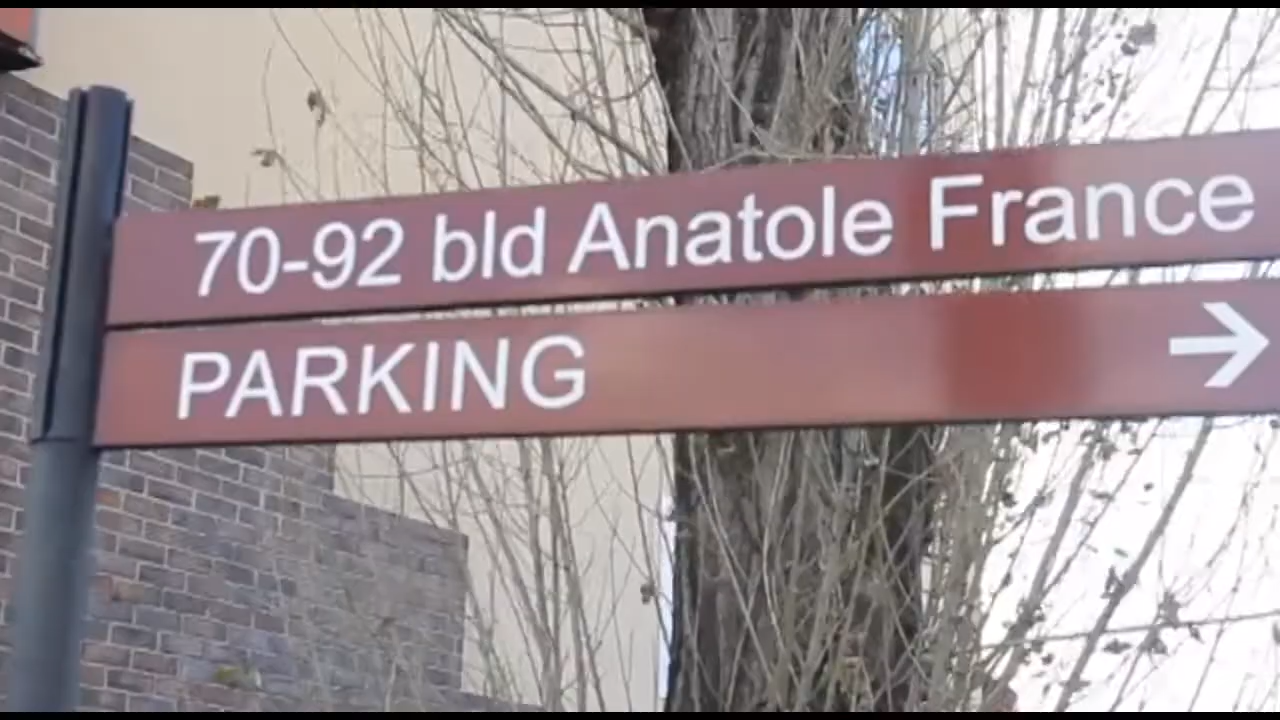 70-92 bld Anatole France
PARKING →